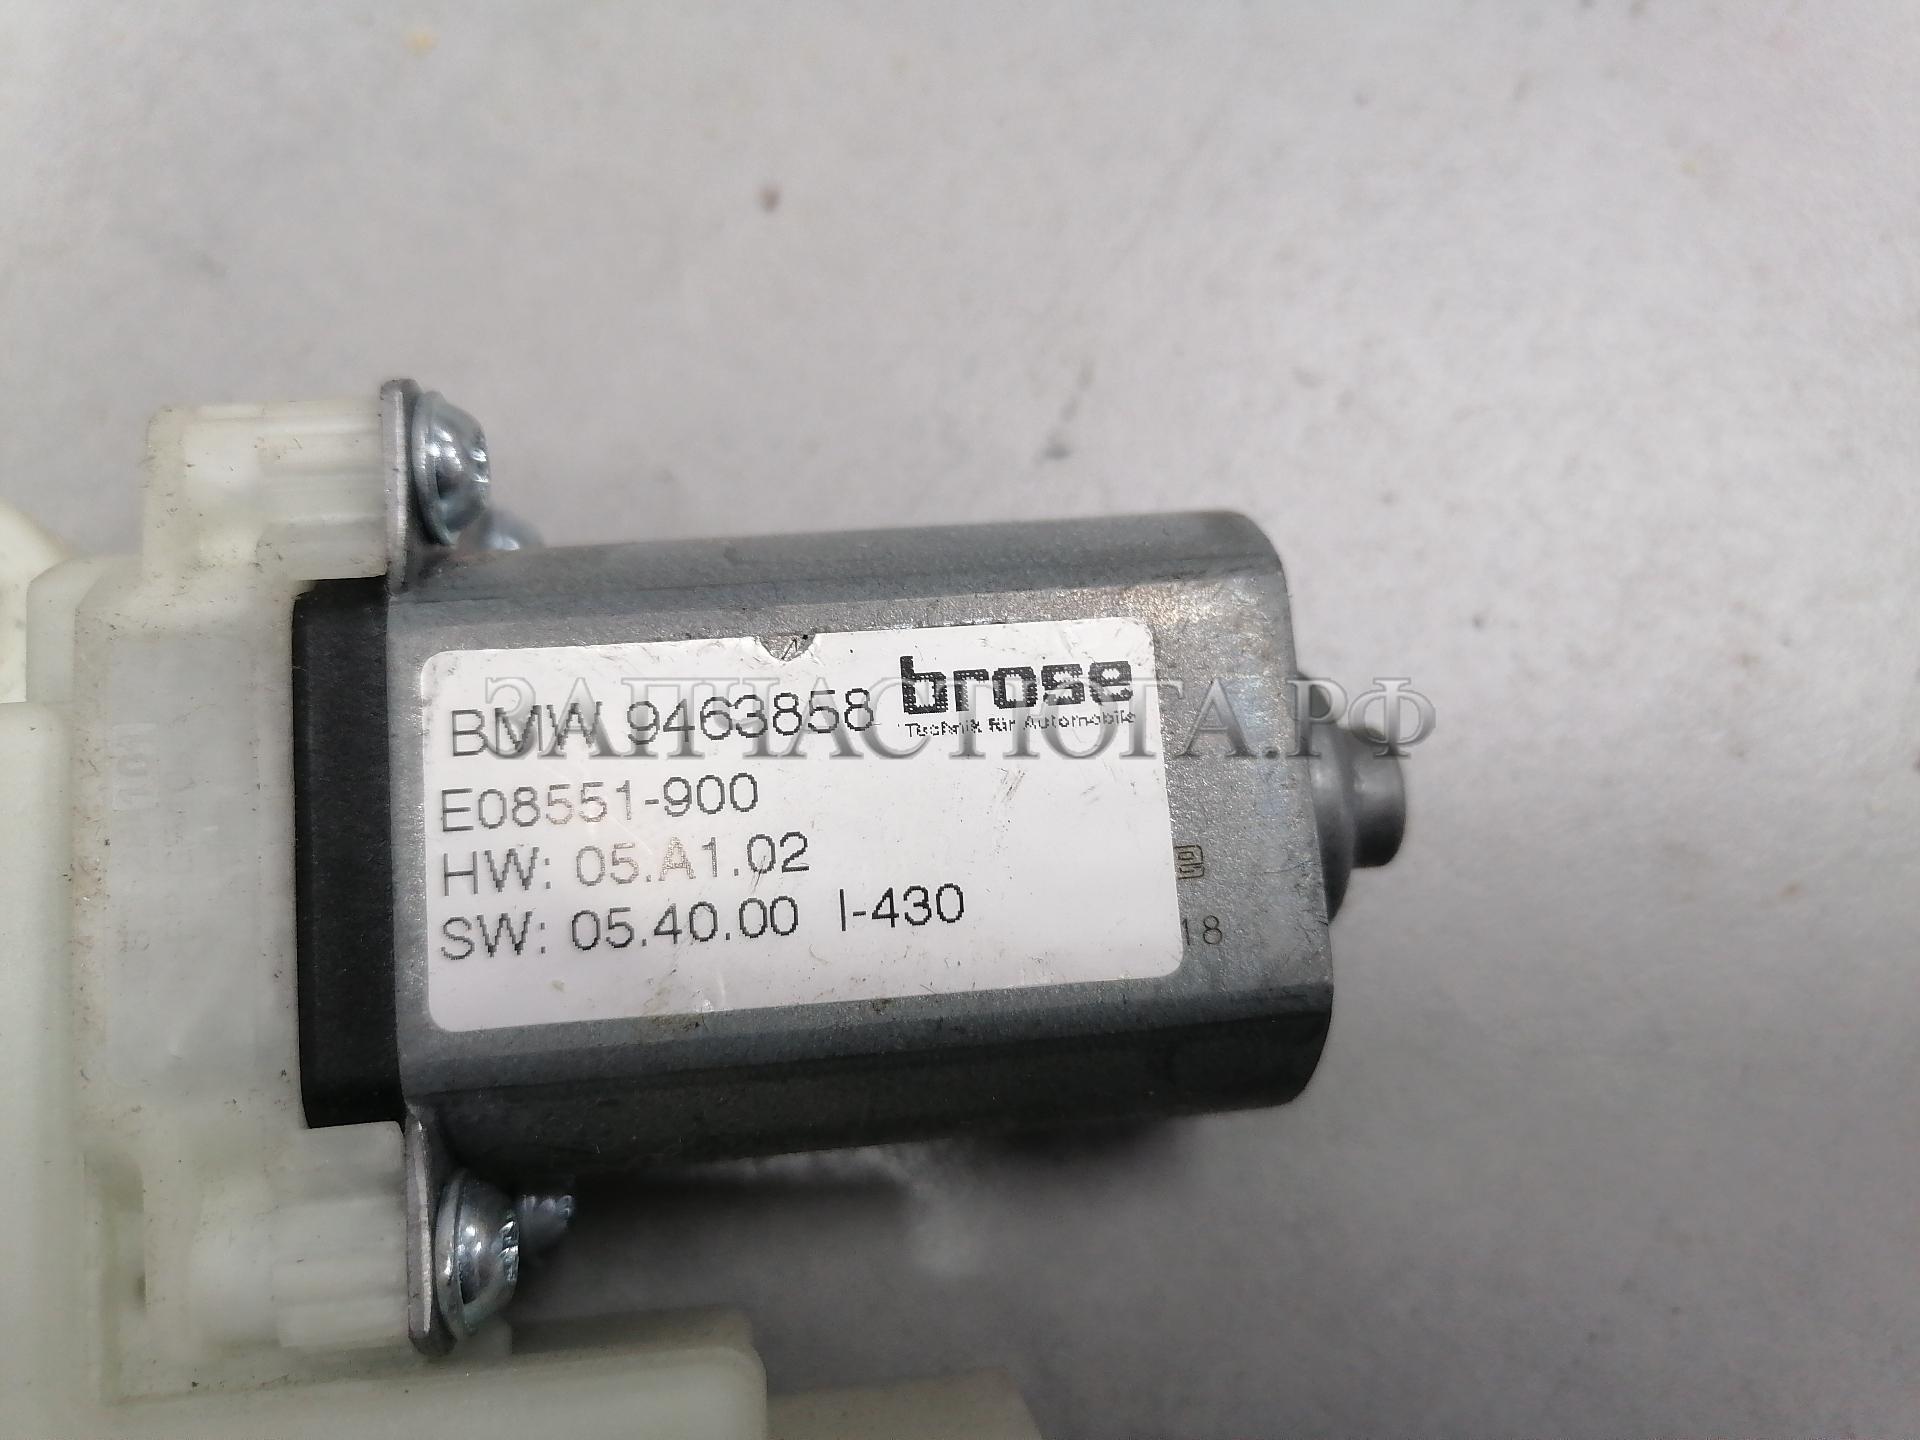 BMW 9463858 brose
Technik für Automobile
E08551-900
HW: 05.A1.02
SW: 05.40.00 I-430
18
ЗАПЧАСТЮГА.РФ